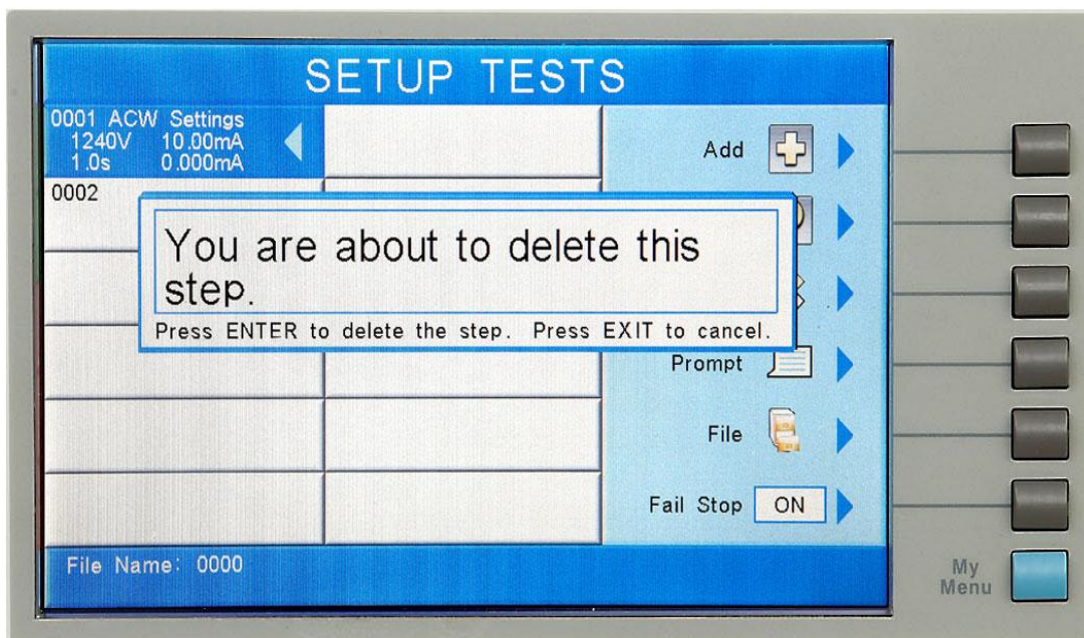 SETUP TESTS
0001 ACW Settings
1240V 10.00mA
1.0s 0.000mA
0002
You are about to delete this
step.
Press ENTER to delete the step. Press EXIT to cancel.
Add
Prompt
File
Fail Stop ON
File Name: 0000
My
Menu